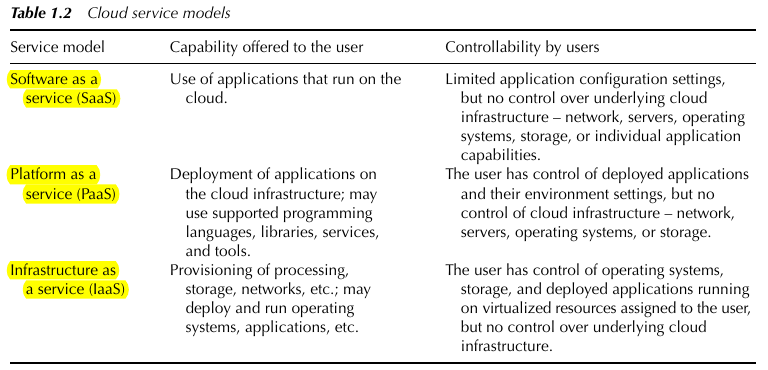 Table 1.2 Cloud service models
Service model
Capability offered to the user
Controllability by users
Software as a
service (SaaS)
Use of applications that run on the
cloud.
Limited application configuration settings,
but no control over underlying cloud
infrastructure – network, servers, operating
systems, storage, or individual application
capabilities.
Platform as a
service (PaaS)
Deployment of applications on
the cloud infrastructure; may
use supported programming
languages, libraries, services,
and tools.
The user has control of deployed applications
and their environment settings, but no
control of cloud infrastructure – network,
servers, operating systems, or storage.
Infrastructure as
a service (IaaS)
Provisioning of processing,
storage, networks, etc.; may
deploy and run operating
systems, applications, etc.
The user has control of operating systems,
storage, and deployed applications running
on virtualized resources assigned to the user,
but no control over underlying cloud
infrastructure.